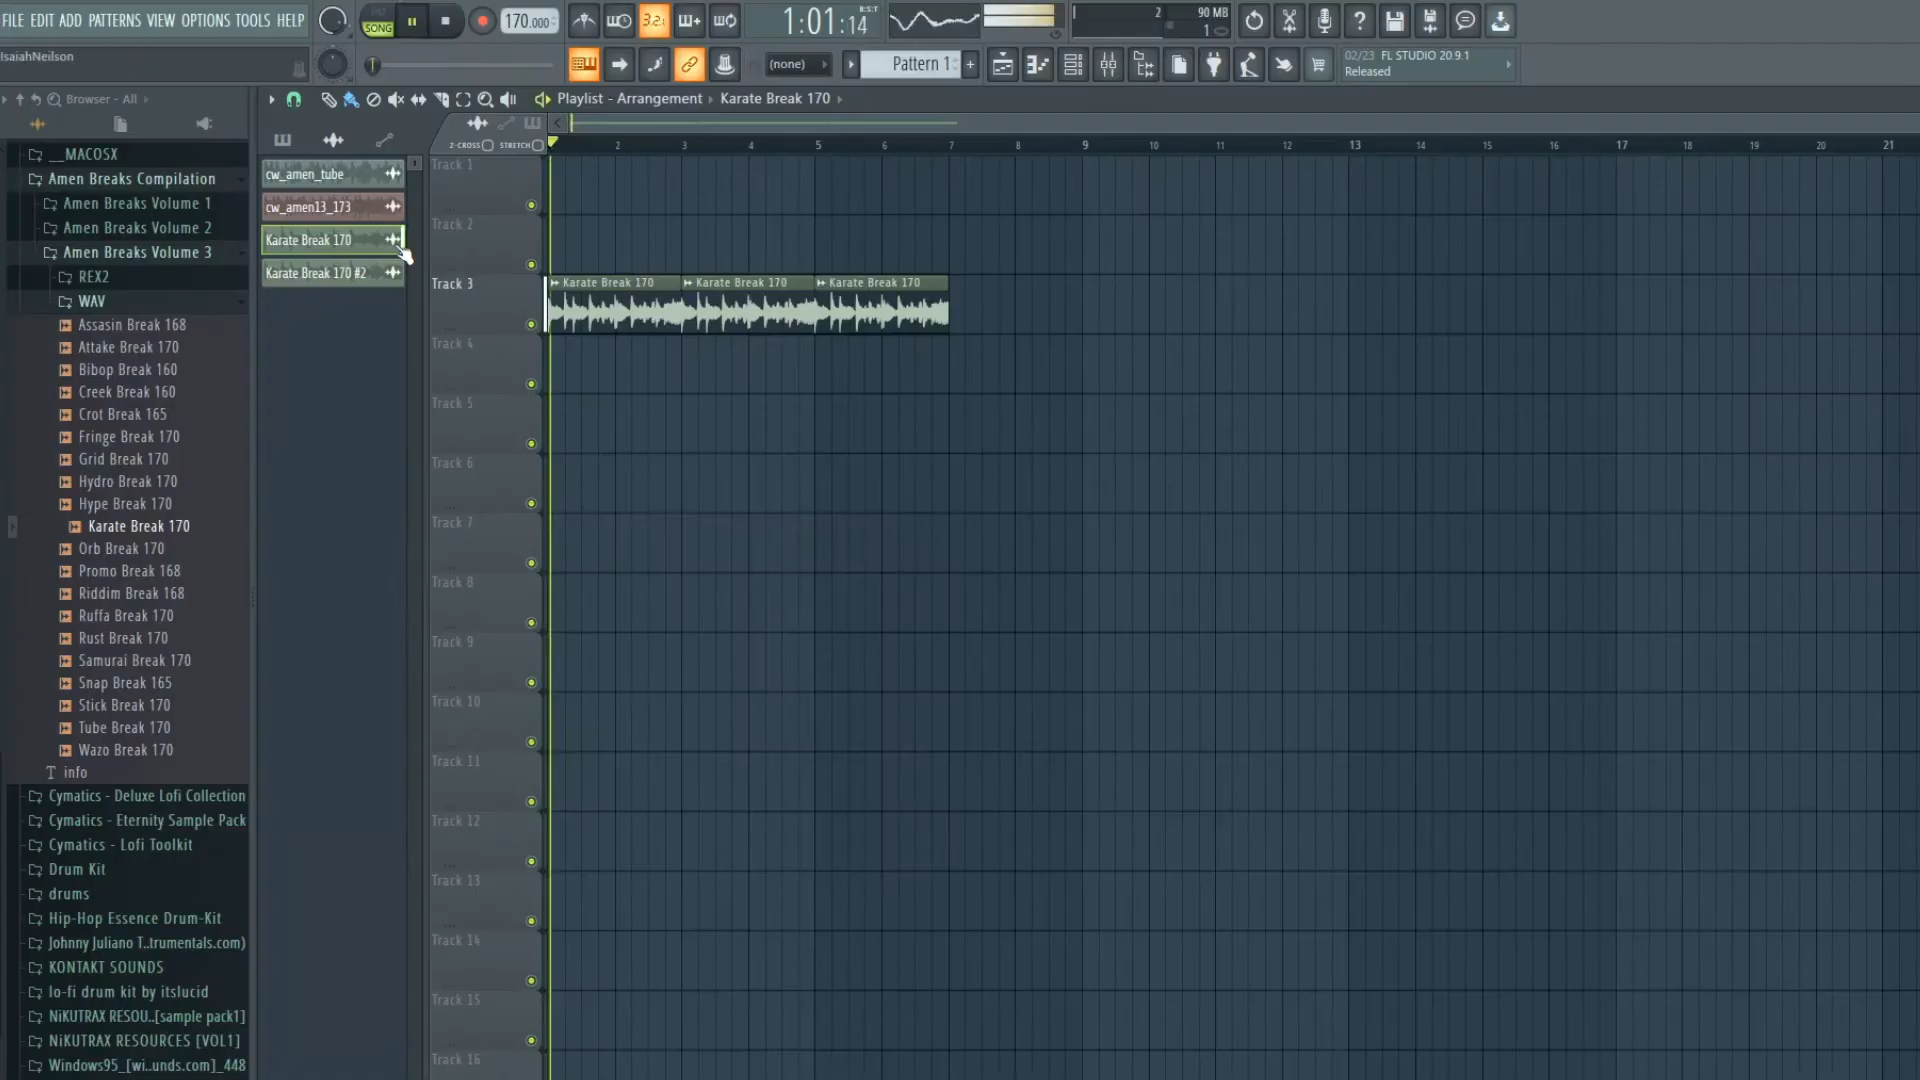 FILE EDIT ADD PATTERNS VIEW OPTIONS TOOLS HELP
SONG
170.000
3 2
1:01:14
B:S:T
2
90 MB
1
IsaiahNeilson
(none)
Pattern 1
02/23 FL STUDIO 20.9.1
Released
Browser - All
Playlist - Arrangement
Karate Break 170
Z-CROSS
STRETCH
2
3
4
5
6
7
8
9
10
11
12
13
14
15
16
17
18
19
20
21
__MACOSX
Amen Breaks Compilation
Amen Breaks Volume 1
Amen Breaks Volume 2
Amen Breaks Volume 3
REX2
WAV
Assasin Break 168
Attake Break 170
Bibop Break 160
Creek Break 160
Crot Break 165
Fringe Break 170
Grid Break 170
Hydro Break 170
Hype Break 170
Karate Break 170
Orb Break 170
Promo Break 168
Riddim Break 168
Ruffa Break 170
Rust Break 170
Samurai Break 170
Snap Break 165
Stick Break 170
Tube Break 170
Wazo Break 170
info
Cymatics - Deluxe Lofi Collection
Cymatics - Eternity Sample Pack
Cymatics - Lofi Toolkit
Drum Kit
drums
Hip-Hop Essence Drum-Kit
Johnny Juliano T..trumentals.com)
KONTAKT SOUNDS
lo-fi drum kit by itslucid
NiKUTRAX RESOU..[sample pack1]
NiKUTRAX RESOURCES [VOL1]
Windows95_[wi..unds.com]_448
cw_amen_tube
cw_amen13_173
Karate Break 170
Karate Break 170 #2
Track 1
Track 2
Track 3
Karate Break 170
Karate Break 170
Karate Break 170
Track 4
Track 5
Track 6
Track 7
Track 8
Track 9
Track 10
Track 11
Track 12
Track 13
Track 14
Track 15
Track 16